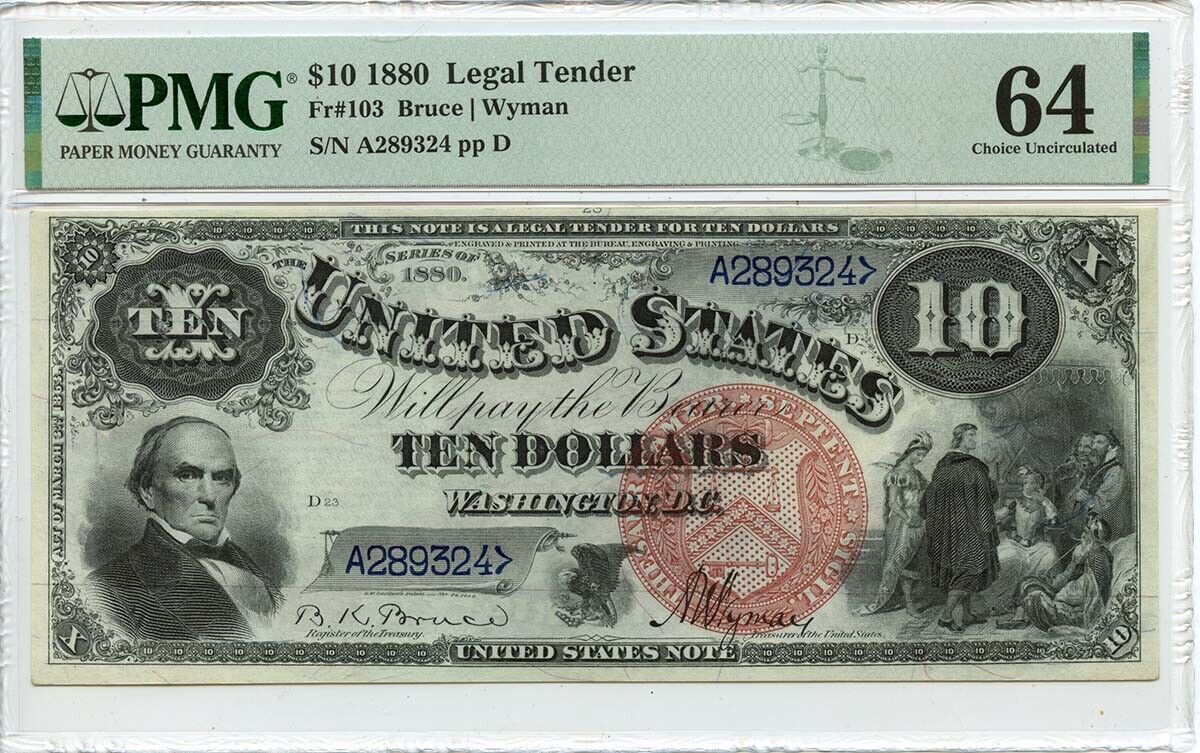 PMG®
PAPER MONEY GUARANTY
$10 1880 Legal Tender
Fr#103 Bruce | Wyman
S/N A289324 pp D
64
Choice Uncirculated
THIS NOTE IS A LEGAL TENDER FOR TEN DOLLARS
ENGRAVED & PRINTED AT THE BUREAU, ENGRAVING & PRINTING
SERIES OF
1880.
A289324
10
X
TEN
10
THE UNITED STATES
D
Will pay the Bearer
TEN DOLLARS
WASHINGTON D.C.
D 23
A289324
ACT OF MARCH 3RD 1863.
B. K. Bruce
Register of the Treasury.
A U Wyman
Treasurer of the United States.
X
UNITED STATES NOTE
10